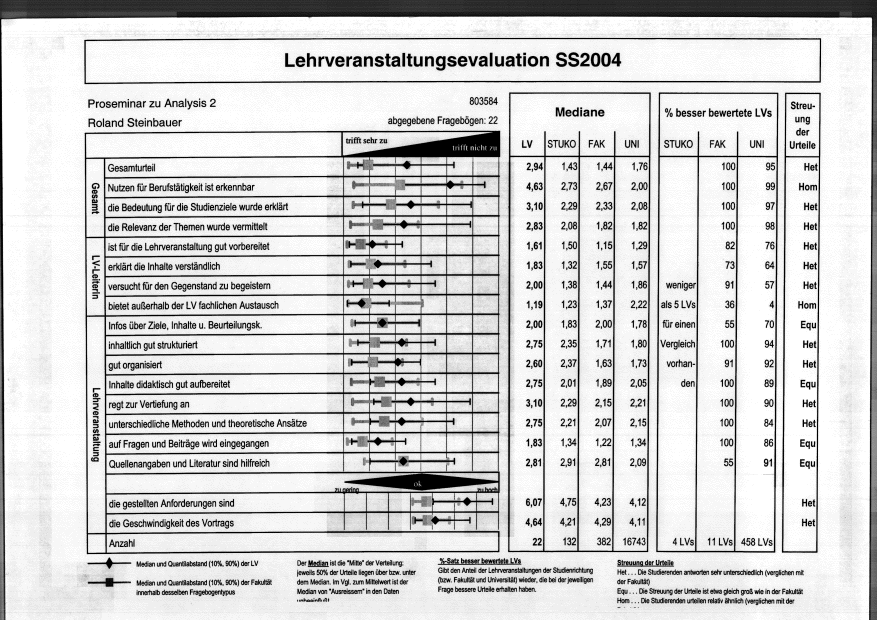 Lehrveranstaltungsevaluation SS2004
Proseminar zu Analysis 2
803584
Roland Steinbauer
abgegebene Fragebögen: 22
Mediane
% besser bewertete LVs
Streu-
ung
der
Urteile
LV STUKO FAK UNI STUKO FAK UNI
trifft sehr zu
trifft nicht zu
Gesamt
Gesamturteil 2,94 1,43 1,44 1,76 100 95 Het
Nutzen für Berufstätigkeit ist erkennbar 4,63 2,73 2,67 2,00 100 99 Hom
die Bedeutung für die Studienziele wurde erklärt 3,10 2,29 2,33 2,08 100 97 Het
die Relevanz der Themen wurde vermittelt 2,83 2,08 1,82 1,82 100 98 Het
LV-LeiterIn
ist für die Lehrveranstaltung gut vorbereitet 1,61 1,50 1,15 1,29 82 76 Het
erklärt die Inhalte verständlich 1,83 1,32 1,55 1,57 73 64 Het
versucht für den Gegenstand zu begeistern 2,00 1,38 1,44 1,86 weniger 91 57 Het
bietet außerhalb der LV fachlichen Austausch 1,19 1,23 1,37 2,22 als 5 LVs 36 4 Hom
Lehrveranstaltung
Infos über Ziele, Inhalte u. Beurteilungsk. 2,00 1,83 2,00 1,78 für einen 55 70 Equ
inhaltlich gut strukturiert 2,75 2,35 1,71 1,80 Vergleich 100 94 Het
gut organisiert 2,60 2,37 1,63 1,73 vorhan- 91 92 Het
Inhalte didaktisch gut aufbereitet 2,75 2,01 1,89 2,05 den 100 89 Equ
regt zur Vertiefung an 3,10 2,29 2,15 2,21 100 90 Het
unterschiedliche Methoden und theoretische Ansätze 2,75 2,21 2,07 2,15 100 84 Het
auf Fragen und Beiträge wird eingegangen 1,83 1,34 1,22 1,34 100 86 Equ
Quellenangaben und Literatur sind hilfreich 2,81 2,91 2,81 2,09 55 91 Equ
zu gering ok zu hoch
die gestellten Anforderungen sind 6,07 4,75 4,23 4,12 Het
die Geschwindigkeit des Vortrags 4,64 4,21 4,29 4,11 Het
Anzahl 22 132 382 16743 4 LVs 11 LVs 458 LVs
Median und Quantilabstand (10%, 90%) der LV
Median und Quantilabstand (10%, 90%) der Fakultät
innerhalb desselben Fragebogentypus
Der Median ist die "Mitte" der Verteilung:
jeweils 50% der Urteile liegen über bzw. unter
dem Median. Im Vgl. zum Mittelwert ist der
Median von "Ausreissern" in den Daten
%-Satz besser bewertete LVs
Gibt den Anteil der Lehrveranstaltungen der Studienrichtung
(bzw. Fakultät und Universität) wieder, die bei der jeweiligen
Frage bessere Urteile erhalten haben.
Streuung der Urteile
Het . . . Die Studierenden antworten sehr unterschiedlich (verglichen mit
der Fakultät)
Equ . . . Die Streuung der Urteile ist etwa gleich groß wie in der Fakultät
Hom . . . Die Studierenden urteilen relativ ähnlich (verglichen mit der